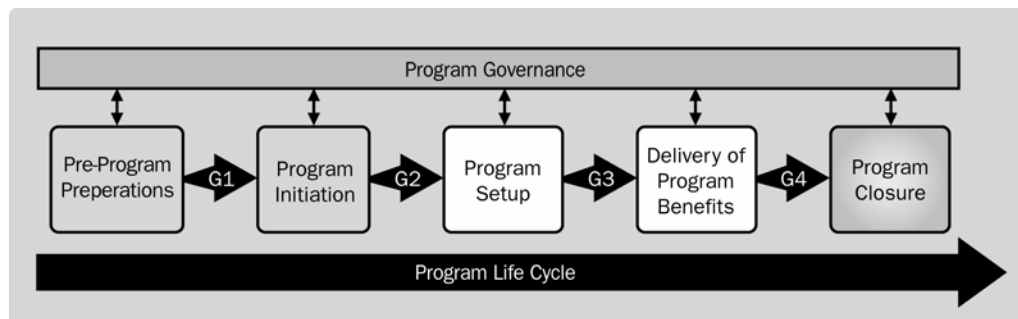 Program Governance
Pre-Program
Preperations
G1
Program
Initiation
G2
Program
Setup
G3
Delivery of
Program
Benefits
G4
Program
Closure
Program Life Cycle